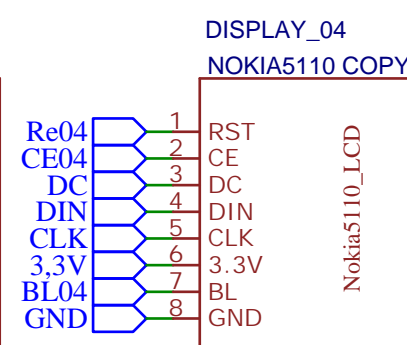 DISPLAY_04
NOKIA5110 COPY
Re04 1 RST
CE04 2 CE
DC 3 DC
DIN 4 DIN
CLK 5 CLK
3,3V 6 3.3V
BL04 7 BL
GND 8 GND
Nokia5110_LCD